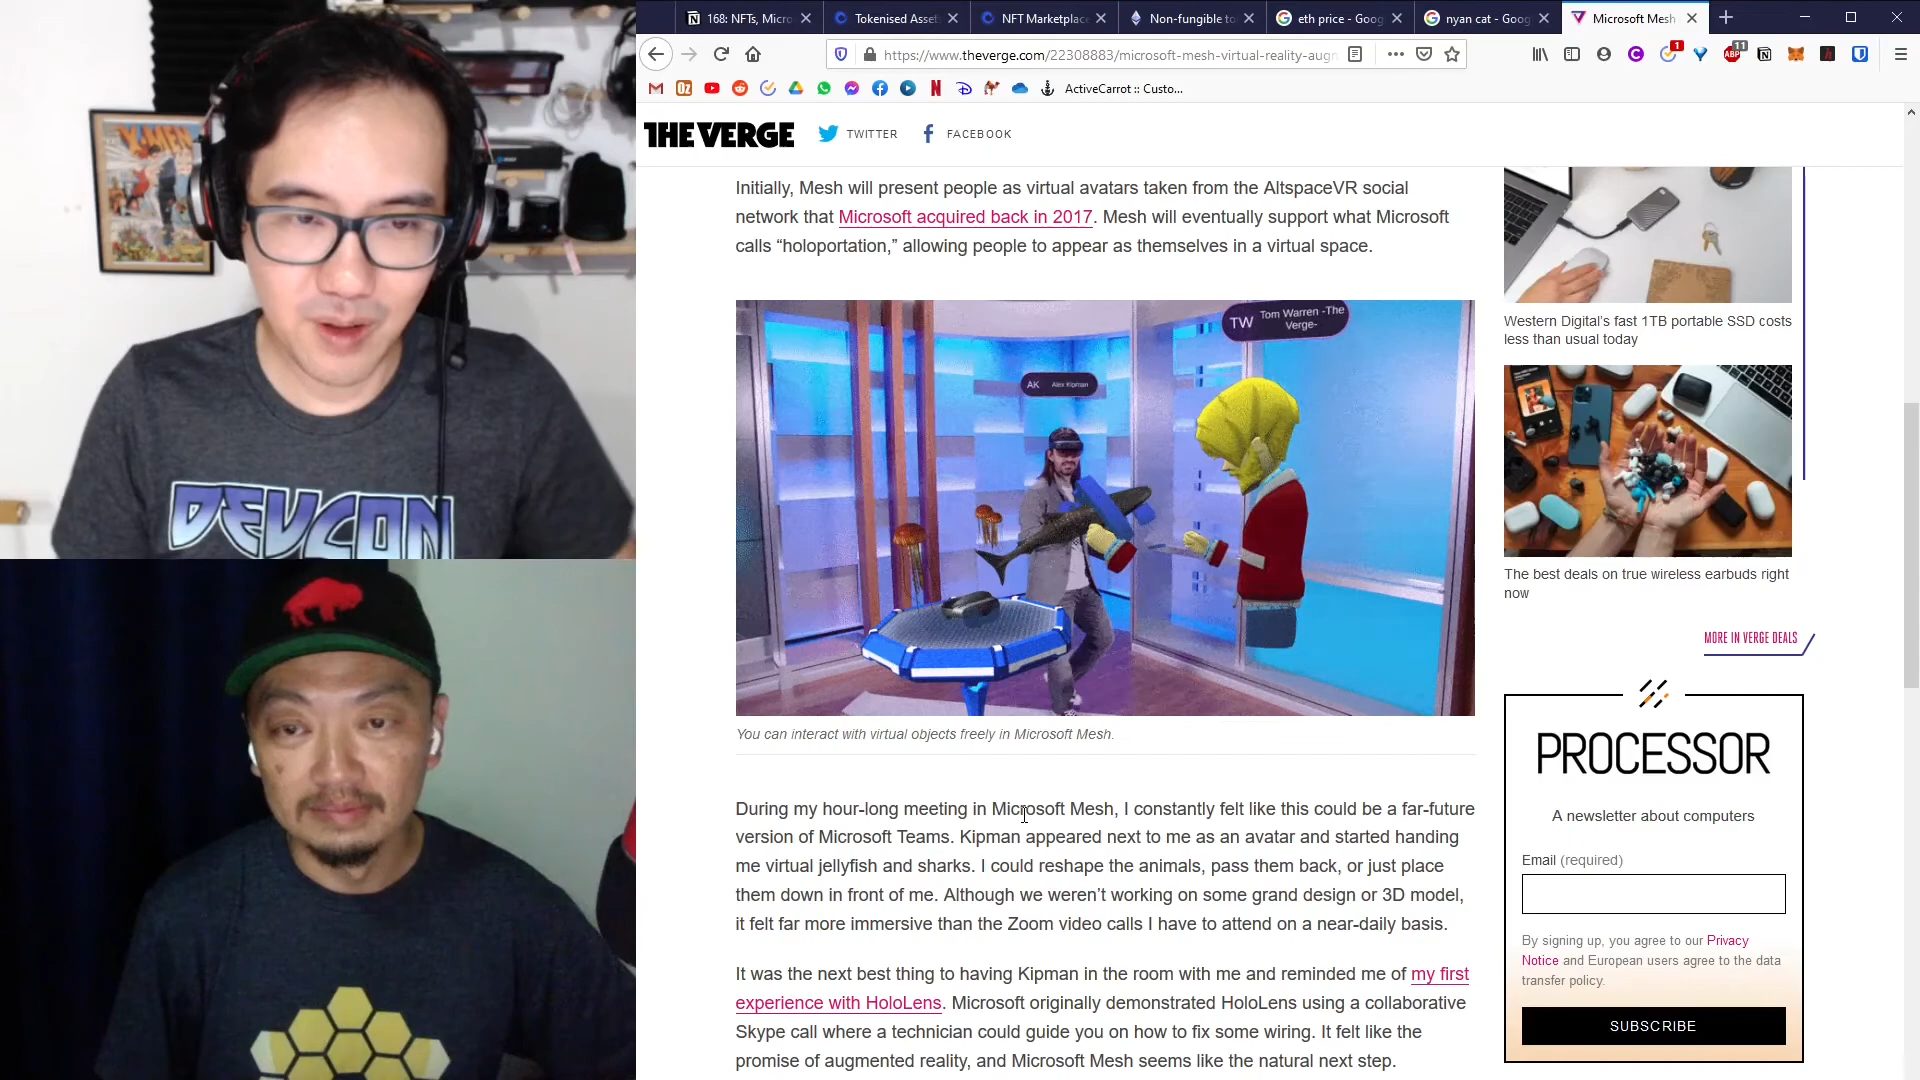 X-MEN
DEVCON
168: NFTs, Micro
Tokenised Asset
NFT Marketplace
Non-fungible to
eth price - Goog
nyan cat - Goog
Microsoft Mesh
https://www.theverge.com/22308883/microsoft-mesh-virtual-reality-augm
1
11
ABP
OZ
ActiveCarrot :: Custo...
THE VERGE
TWITTER
FACEBOOK
Initially, Mesh will present people as virtual avatars taken from the AltspaceVR social
network that Microsoft acquired back in 2017. Mesh will eventually support what Microsoft
calls “holoportation,” allowing people to appear as themselves in a virtual space.
AK Alex Kipman
TW Tom Warren -The
Verge-
You can interact with virtual objects freely in Microsoft Mesh.
During my hour-long meeting in Microsoft Mesh, I constantly felt like this could be a far-future
version of Microsoft Teams. Kipman appeared next to me as an avatar and started handing
me virtual jellyfish and sharks. I could reshape the animals, pass them back, or just place
them down in front of me. Although we weren’t working on some grand design or 3D model,
it felt far more immersive than the Zoom video calls I have to attend on a near-daily basis.
It was the next best thing to having Kipman in the room with me and reminded me of my first
experience with HoloLens. Microsoft originally demonstrated HoloLens using a collaborative
Skype call where a technician could guide you on how to fix some wiring. It felt like the
promise of augmented reality, and Microsoft Mesh seems like the natural next step.
Western Digital’s fast 1TB portable SSD costs
less than usual today
The best deals on true wireless earbuds right
now
MORE IN VERGE DEALS
PROCESSOR
A newsletter about computers
Email (required)
By signing up, you agree to our Privacy
Notice and European users agree to the data
transfer policy.
SUBSCRIBE